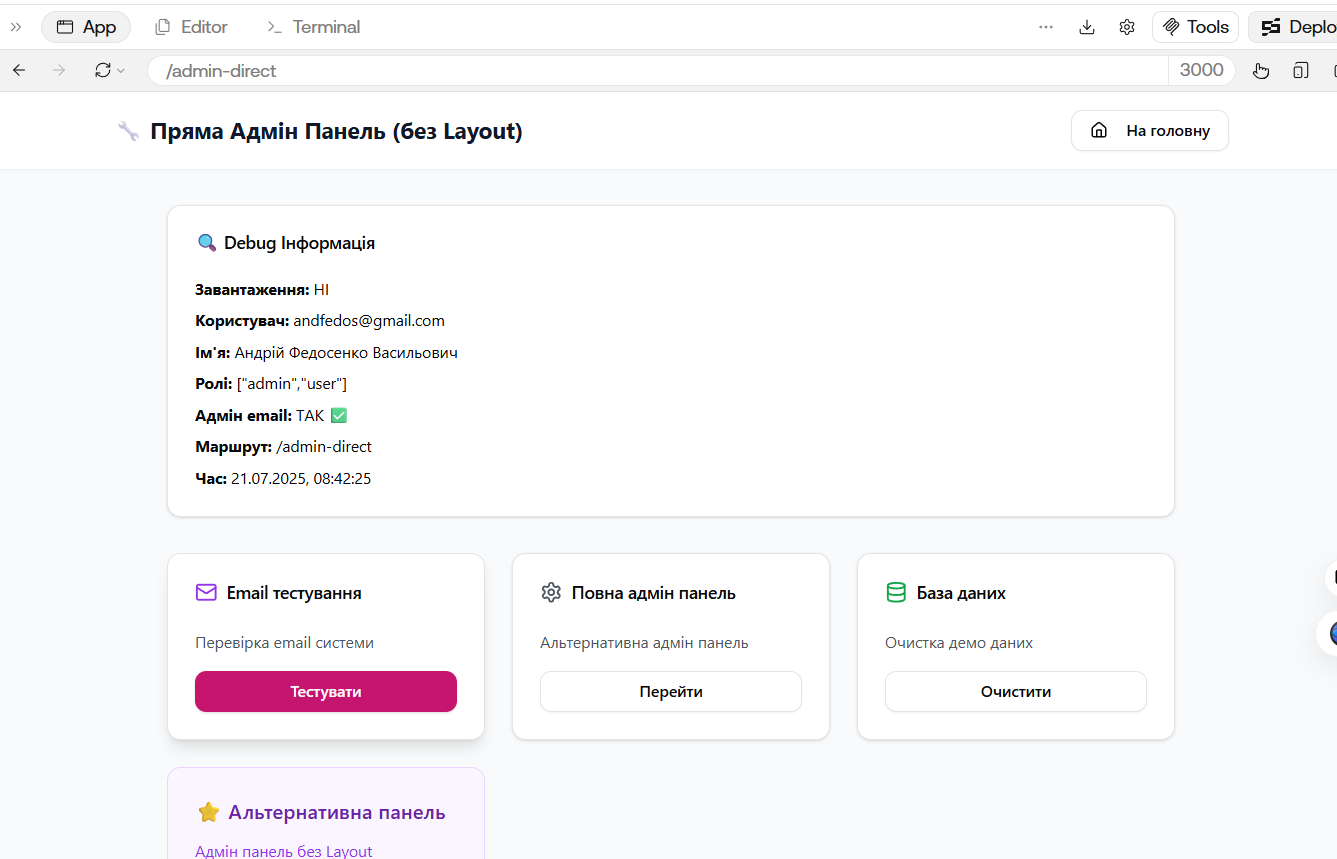 App Editor Terminal Tools Deplo
/admin-direct 3000
Пряма Адмін Панель (без Layout) На головну
Debug Інформація
Завантаження: НІ
Користувач: andfedos@gmail.com
Ім'я: Андрій Федосенко Васильович
Ролі: ["admin","user"]
Адмін email: ТАК ✅
Маршрут: /admin-direct
Час: 21.07.2025, 08:42:25
Email тестування
Перевірка email системи
Тестувати
Повна адмін панель
Альтернативна адмін панель
Перейти
База даних
Очистка демо даних
Очистити
Альтернативна панель
Адмін панель без Layout